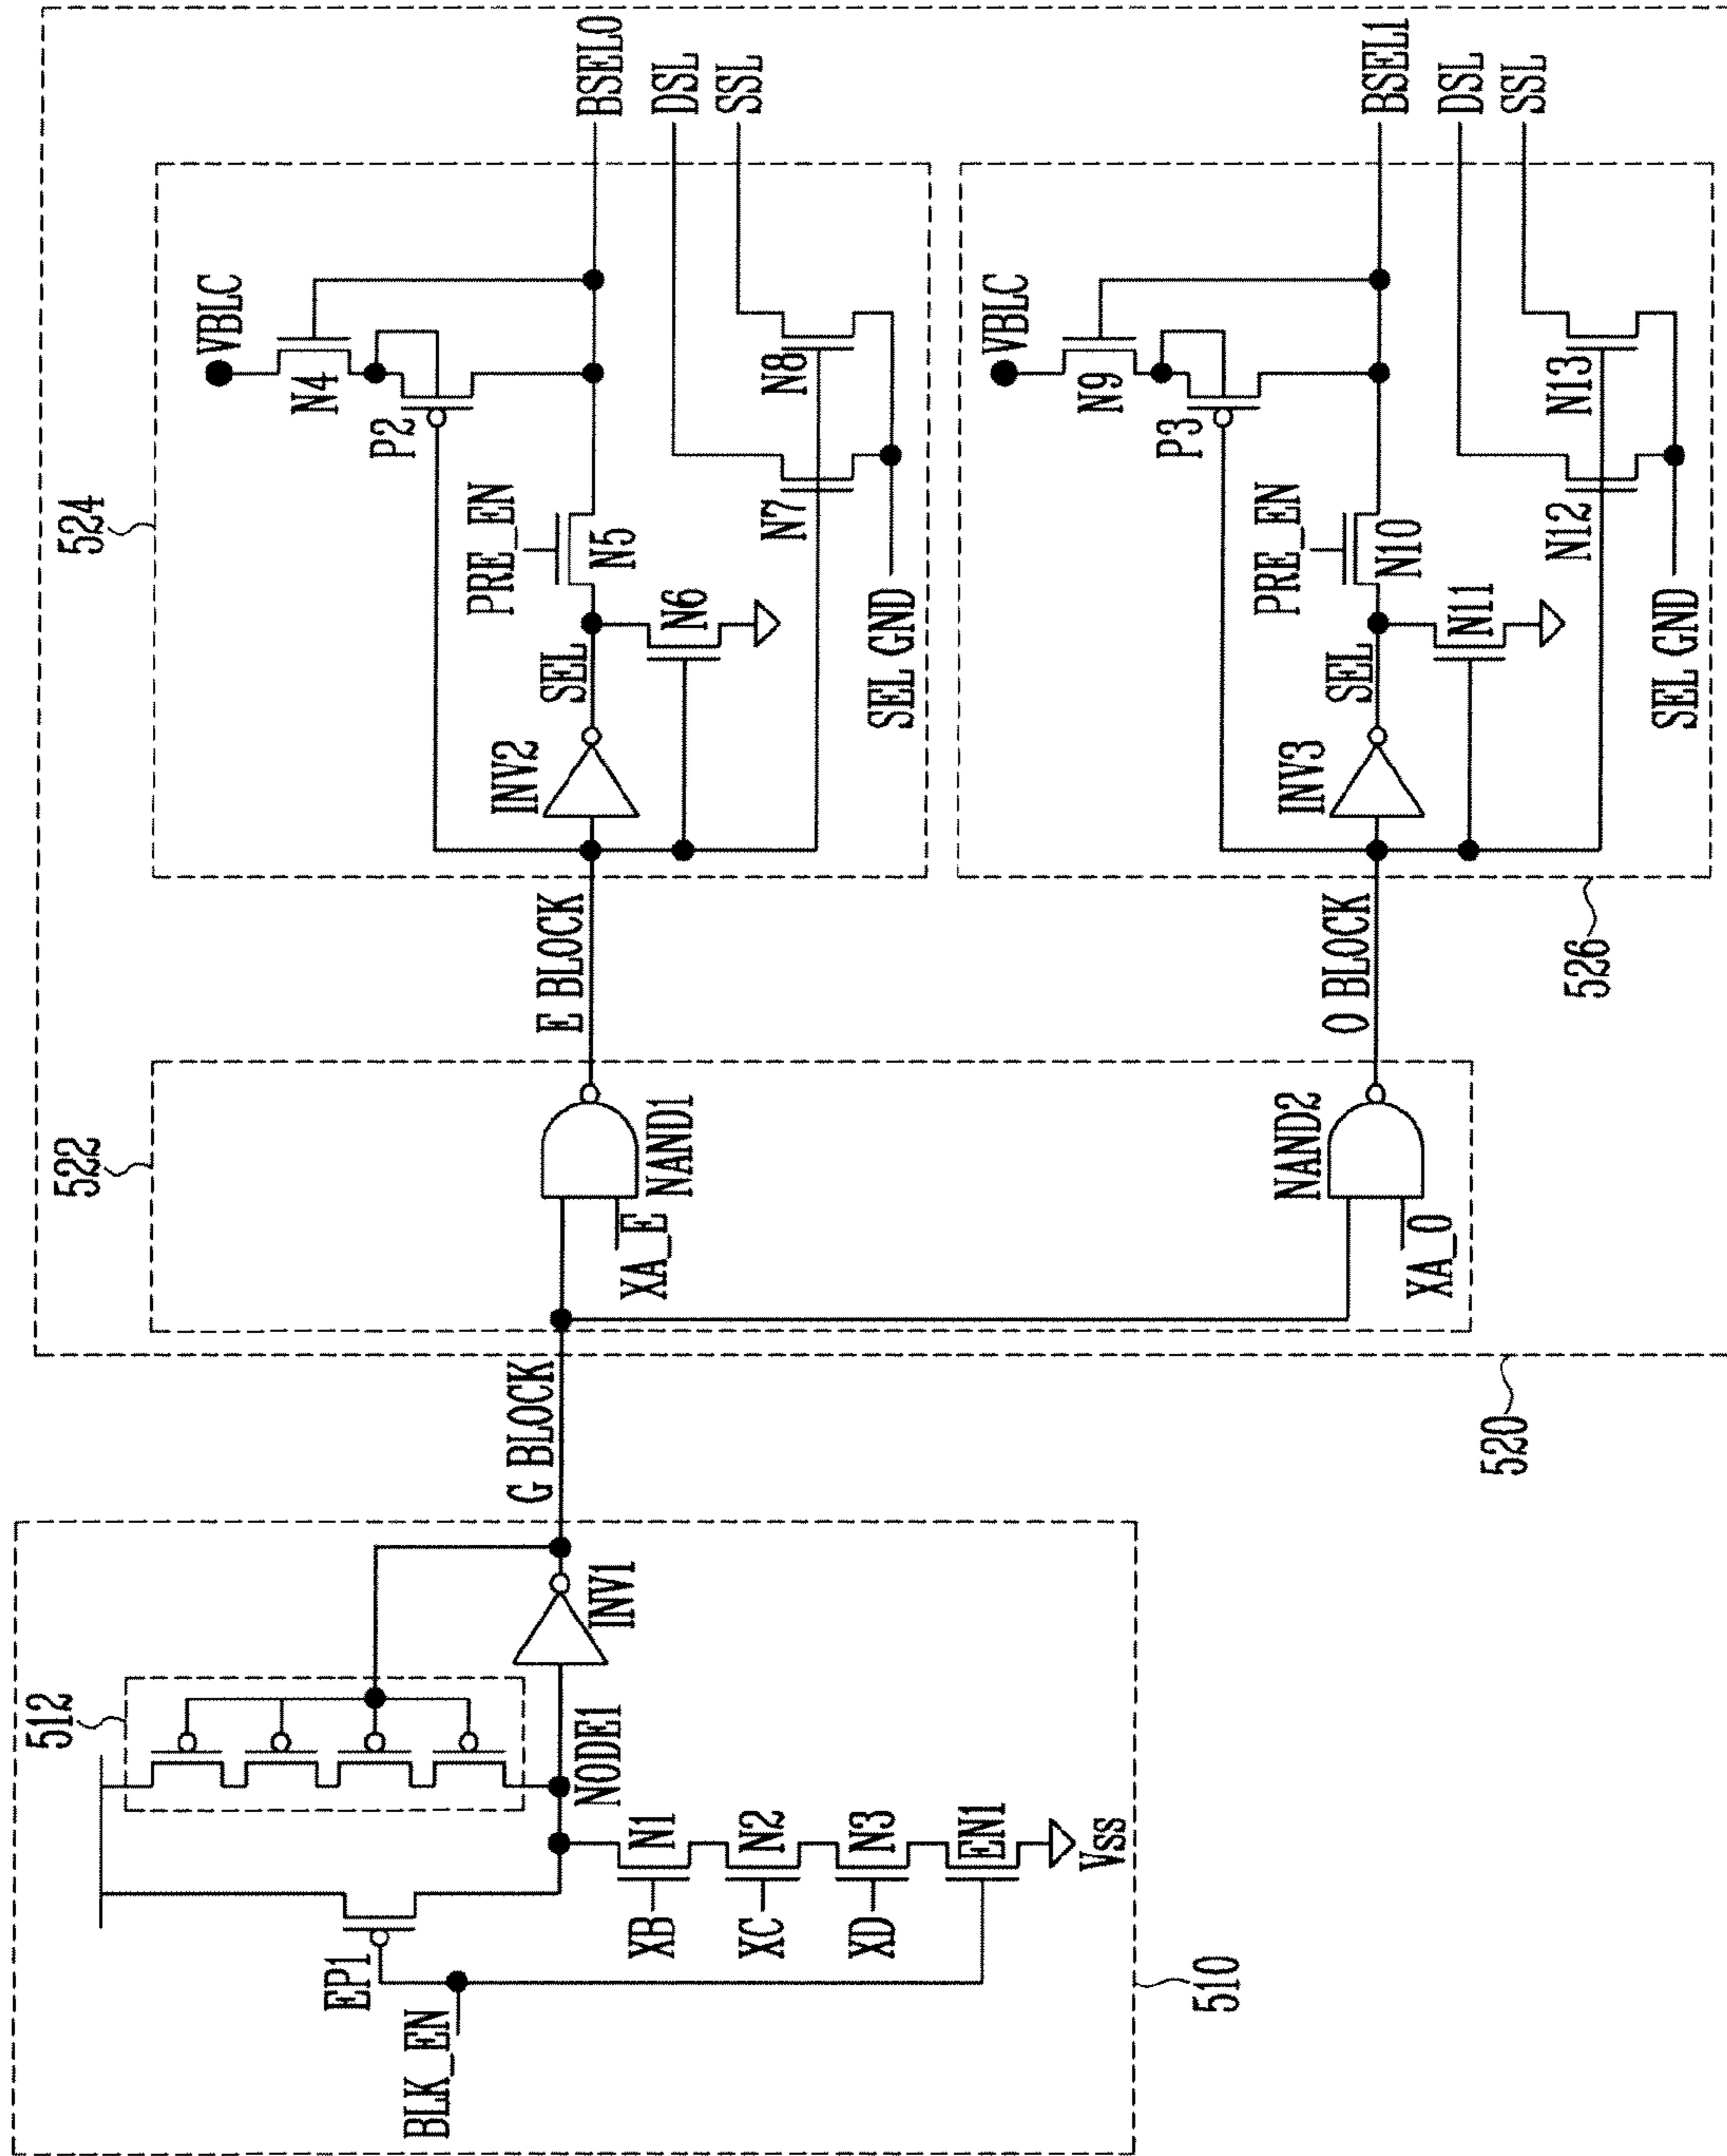 BLK_EN
EP1
512
XB
N1
XC
N2
XD
N3
EN1
Vss
NODE1
INV1
510
G BLOCK
520
522
XA_E
NAND1
XA_O
NAND2
E BLOCK
O BLOCK
524
INV2
SEL
PRE_EN
N5
N6
P2
N4
VBLC
N7
N8
SEL GND
BSEL0
DSL
SSL
526
INV3
SEL
PRE_EN
N10
N11
P3
N9
VBLC
N12
N13
SEL GND
BSEL1
DSL
SSL